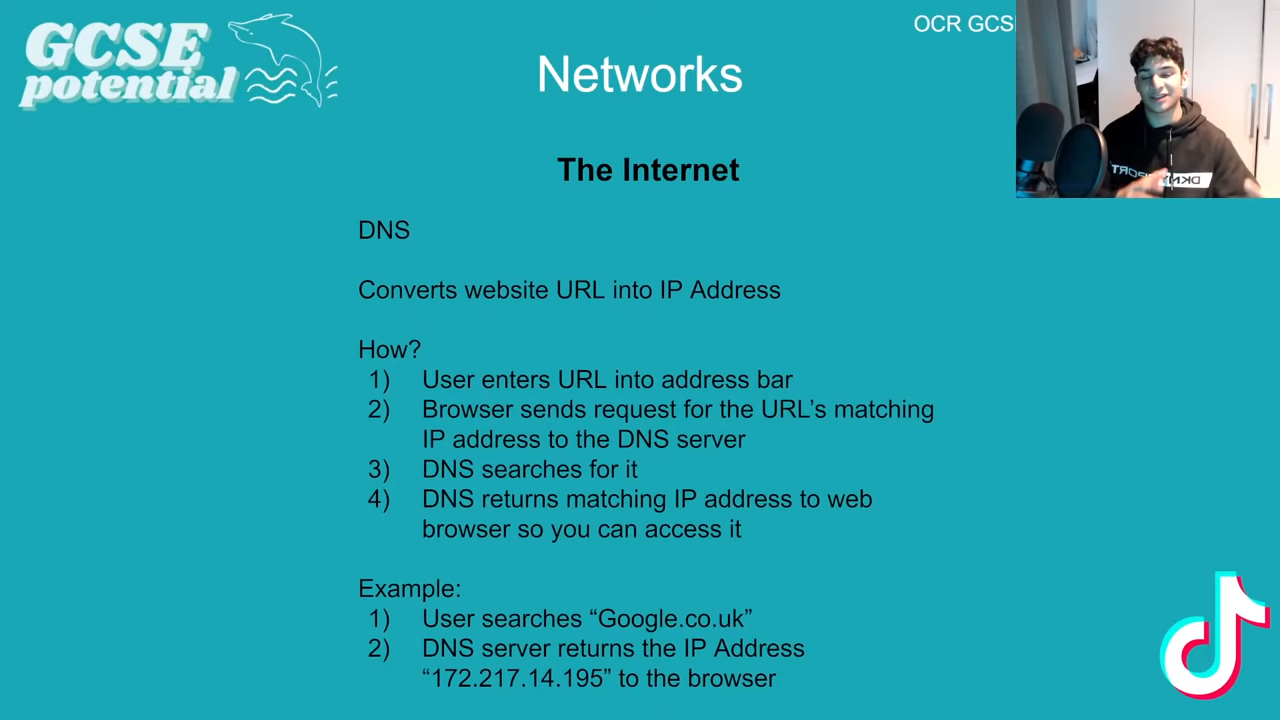 GCSE
potential
OCR GCS
Networks
The Internet
DNS
Converts website URL into IP Address
How?
1) User enters URL into address bar
2) Browser sends request for the URL's matching
IP address to the DNS server
3) DNS searches for it
4) DNS returns matching IP address to web
browser so you can access it
Example:
1) User searches “Google.co.uk”
2) DNS server returns the IP Address
“172.217.14.195” to the browser
DKNY